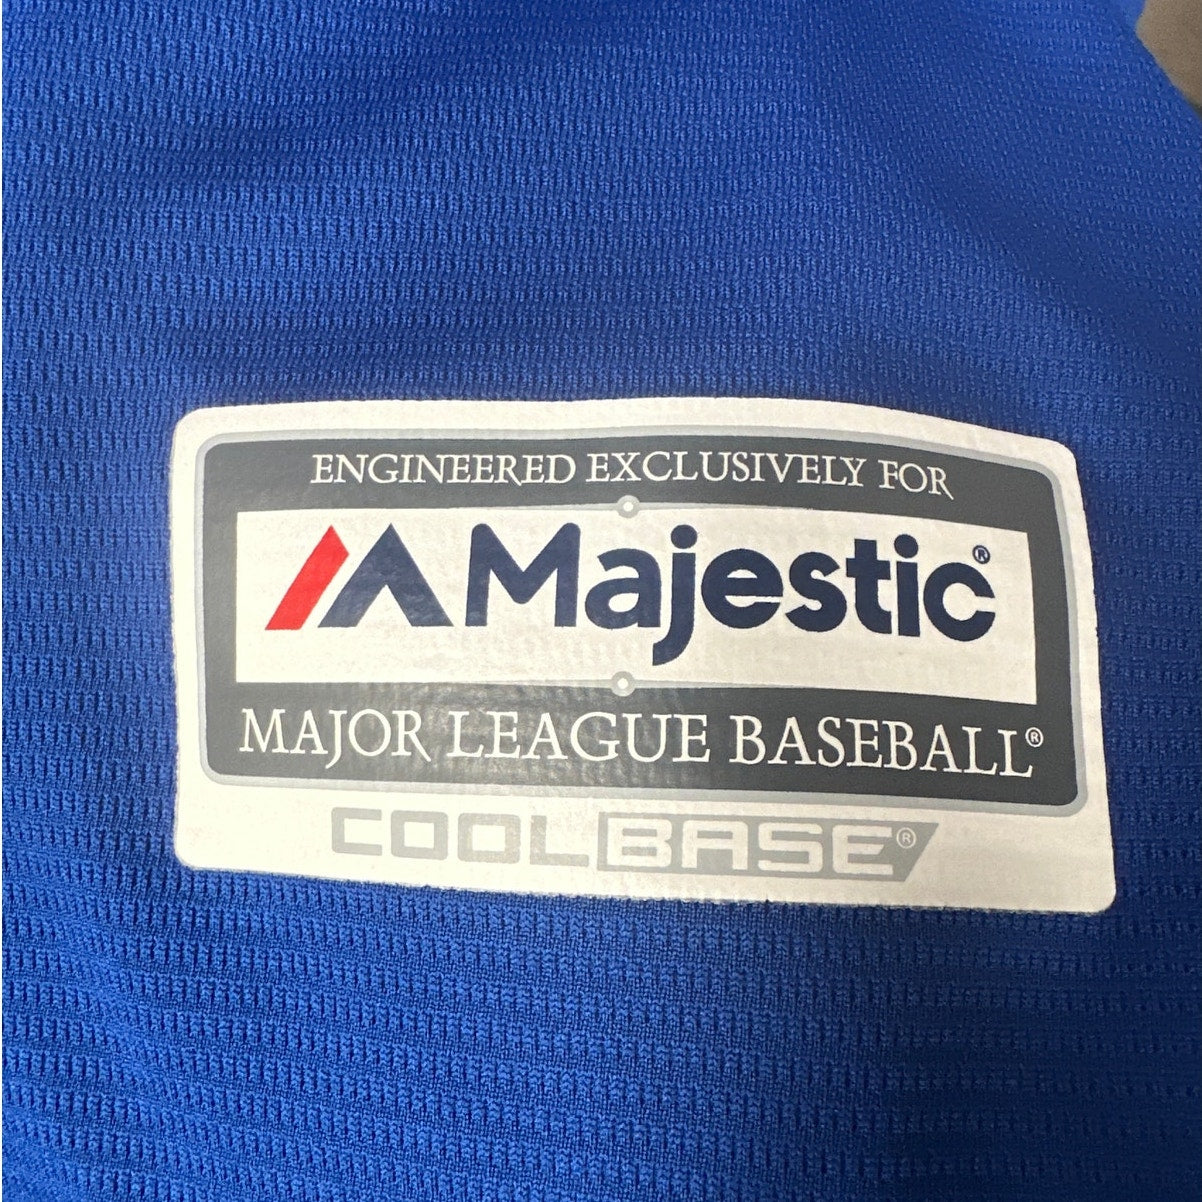 ENGINEERED EXCLUSIVELY FOR
Majestic®
MAJOR LEAGUE BASEBALL®
COOLBASE®